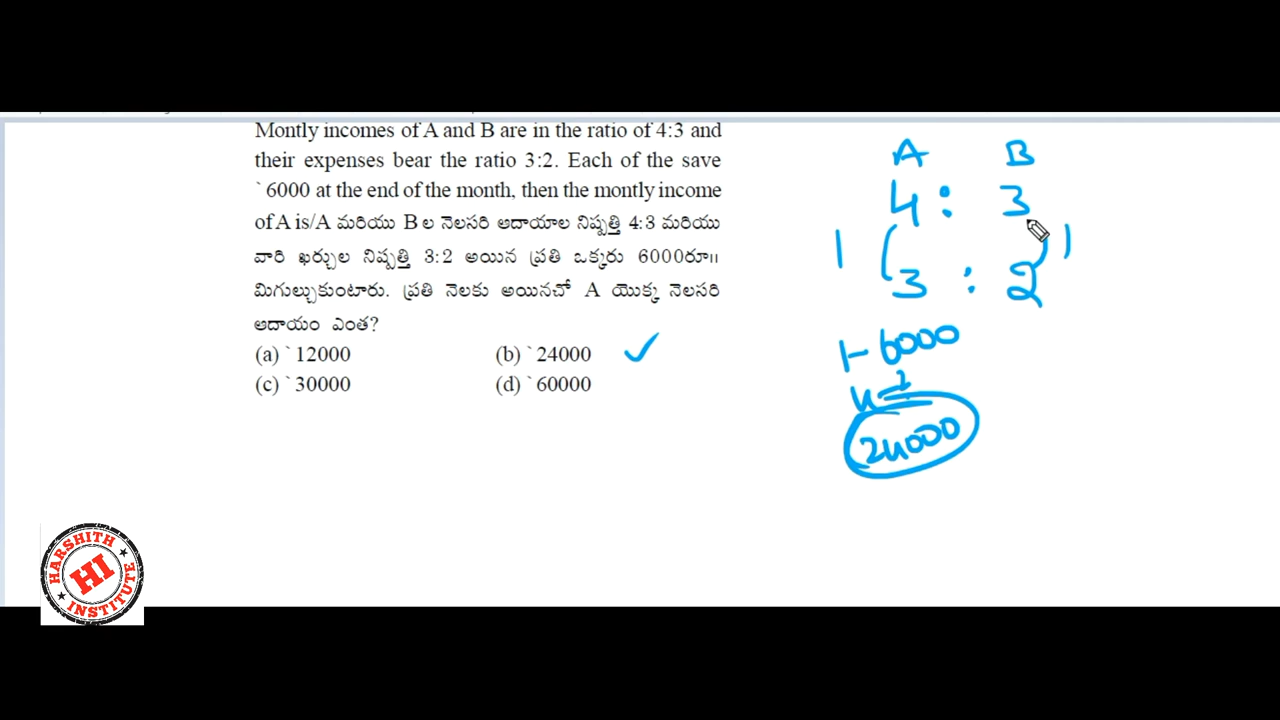 Montly incomes of A and B are in the ratio of 4:3 and
their expenses bear the ratio 3:2. Each of the save
` 6000 at the end of the month, then the montly income
of A is/A మరియు B ల నెలసరి ఆదాయాల నిష్పత్తి 4:3 మరియు
వారి ఖర్చుల నిష్పత్తి 3:2 అయిన ప్రతి ఒక్కరు 6000రూ॥
మిగుల్చుకుంటారు. ప్రతి నెలకు అయినచో A యొక్క నెలసరి
ఆదాయం ఎంత?
(a) ` 12000 (b) ` 24000
(c) ` 30000 (d) ` 60000
A B
4 : 3
1 1
3 : 2
1 - 6000
4 = ?
24000
HARSHITH
HI
INSTITUTE